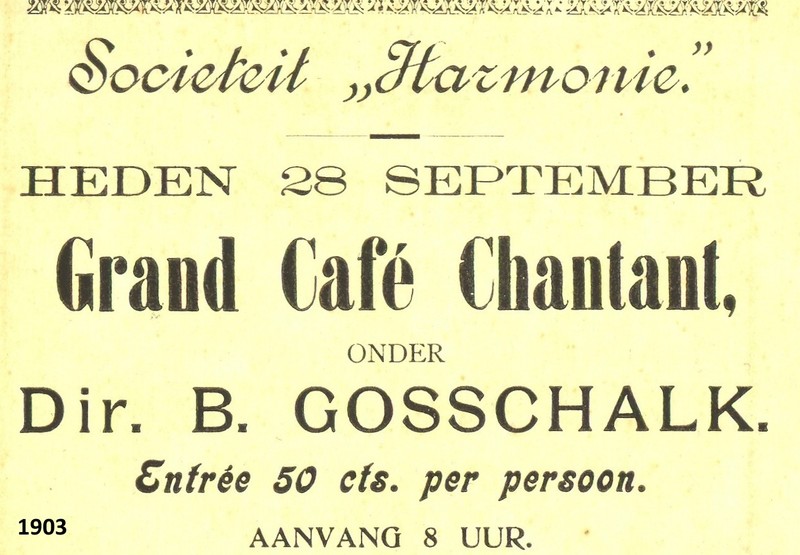 Societeit „Harmonie.”
HEDEN 28 SEPTEMBER
Grand Café Chantant,
ONDER
Dir. B. GOSSCHALK.
Entrée 50 cts. per persoon.
1903
AANVANG 8 UUR.